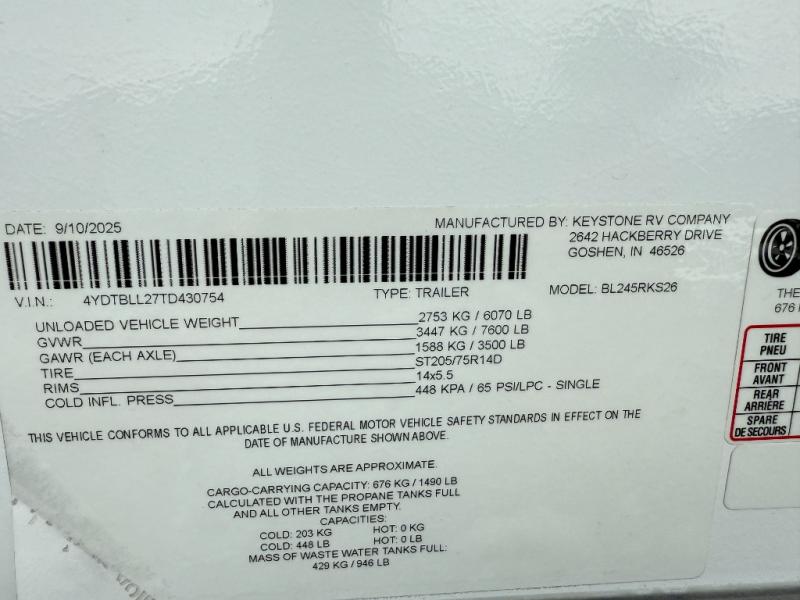 DATE: 9/10/2025
MANUFACTURED BY: KEYSTONE RV COMPANY
2642 HACKBERRY DRIVE
GOSHEN, IN 46526
V.I.N.: 4YDTBLL27TD430754
TYPE: TRAILER
MODEL: BL245RKS26
UNLOADED VEHICLE WEIGHT 2753 KG / 6070 LB
GVWR 3447 KG / 7600 LB
GAWR (EACH AXLE) 1588 KG / 3500 LB
TIRE ST205/75R14D
RIMS 14x5.5
COLD INFL. PRESS 448 KPA / 65 PSI/LPC - SINGLE
THIS VEHICLE CONFORMS TO ALL APPLICABLE U.S. FEDERAL MOTOR VEHICLE SAFETY STANDARDS IN EFFECT ON THE
DATE OF MANUFACTURE SHOWN ABOVE.
ALL WEIGHTS ARE APPROXIMATE.
CARGO-CARRYING CAPACITY: 676 KG / 1490 LB
CALCULATED WITH THE PROPANE TANKS FULL
AND ALL OTHER TANKS EMPTY.
CAPACITIES:
COLD: 203 KG HOT: 0 KG
COLD: 448 LB HOT: 0 LB
MASS OF WASTE WATER TANKS FULL:
429 KG / 946 LB
THE
676
TIRE
PNEU
FRONT
AVANT
REAR
ARRIÈRE
SPARE
DE SECOURS